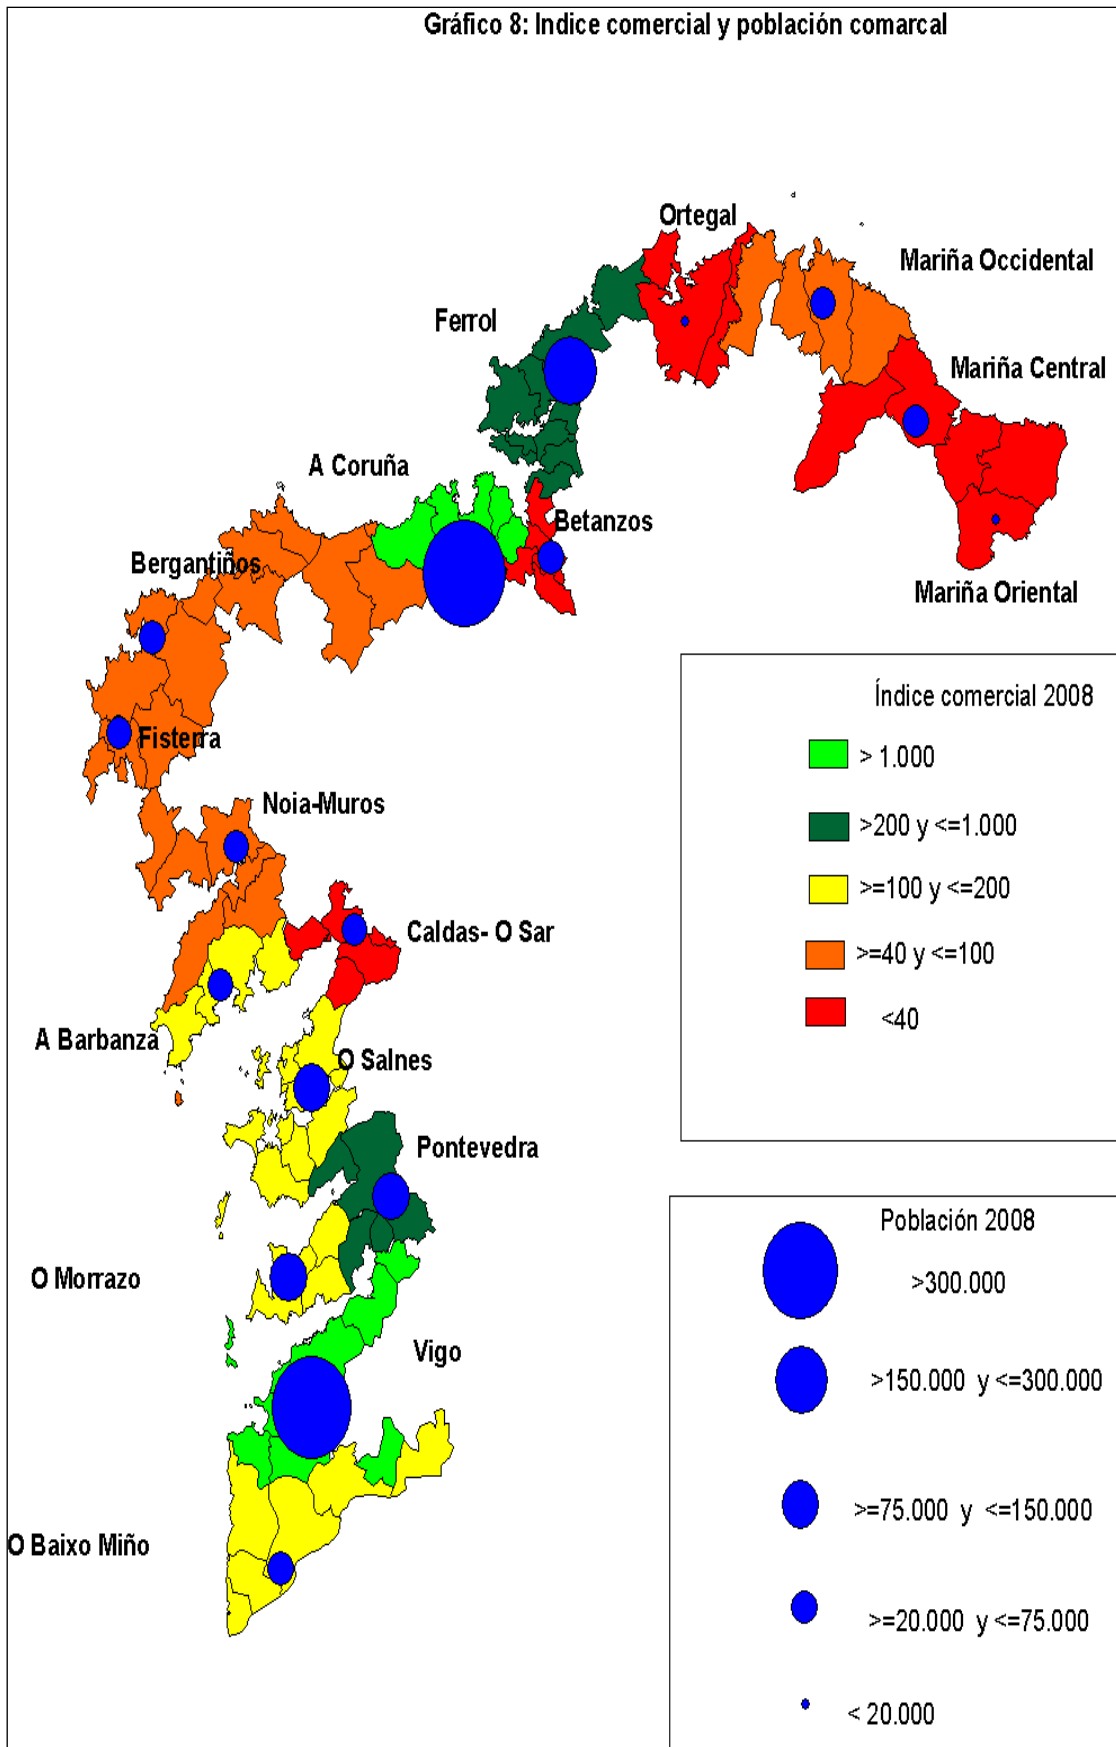 Gráfico 8: Indice comercial y población comarcal
Ortegal
Mariña Occidental
Ferrol
Mariña Central
A Coruña
Betanzos
Bergantiños
Mariña Oriental
Fisterra
Noia-Muros
Caldas- O Sar
A Barbanza
O Salnes
Pontevedra
O Morrazo
Vigo
O Baixo Miño
Índice comercial 2008
> 1.000
>200 y <=1.000
>=100 y <=200
>=40 y <=100
<40
Población 2008
>300.000
>150.000 y <=300.000
>=75.000 y <=150.000
>=20.000 y <=75.000
< 20.000